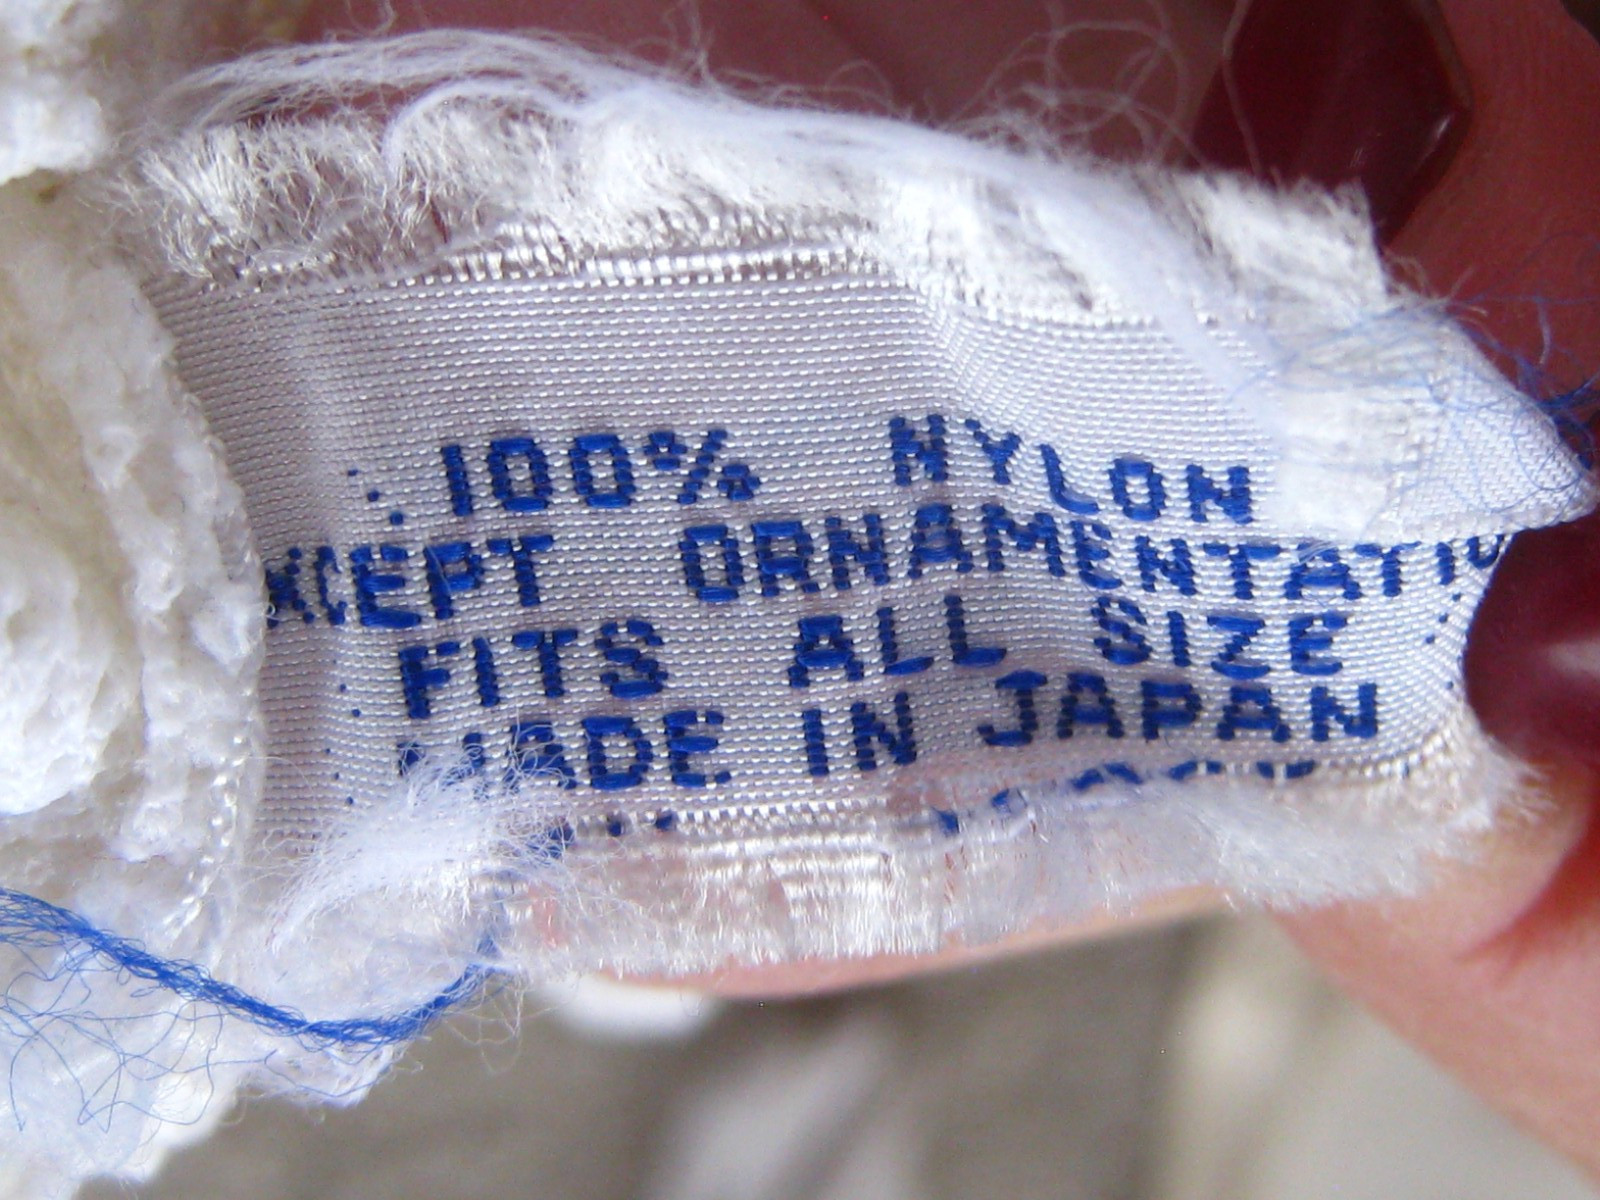 100% NYLON
XCEPT ORNAMENTATIO
FITS ALL SIZE
MADE IN JAPAN